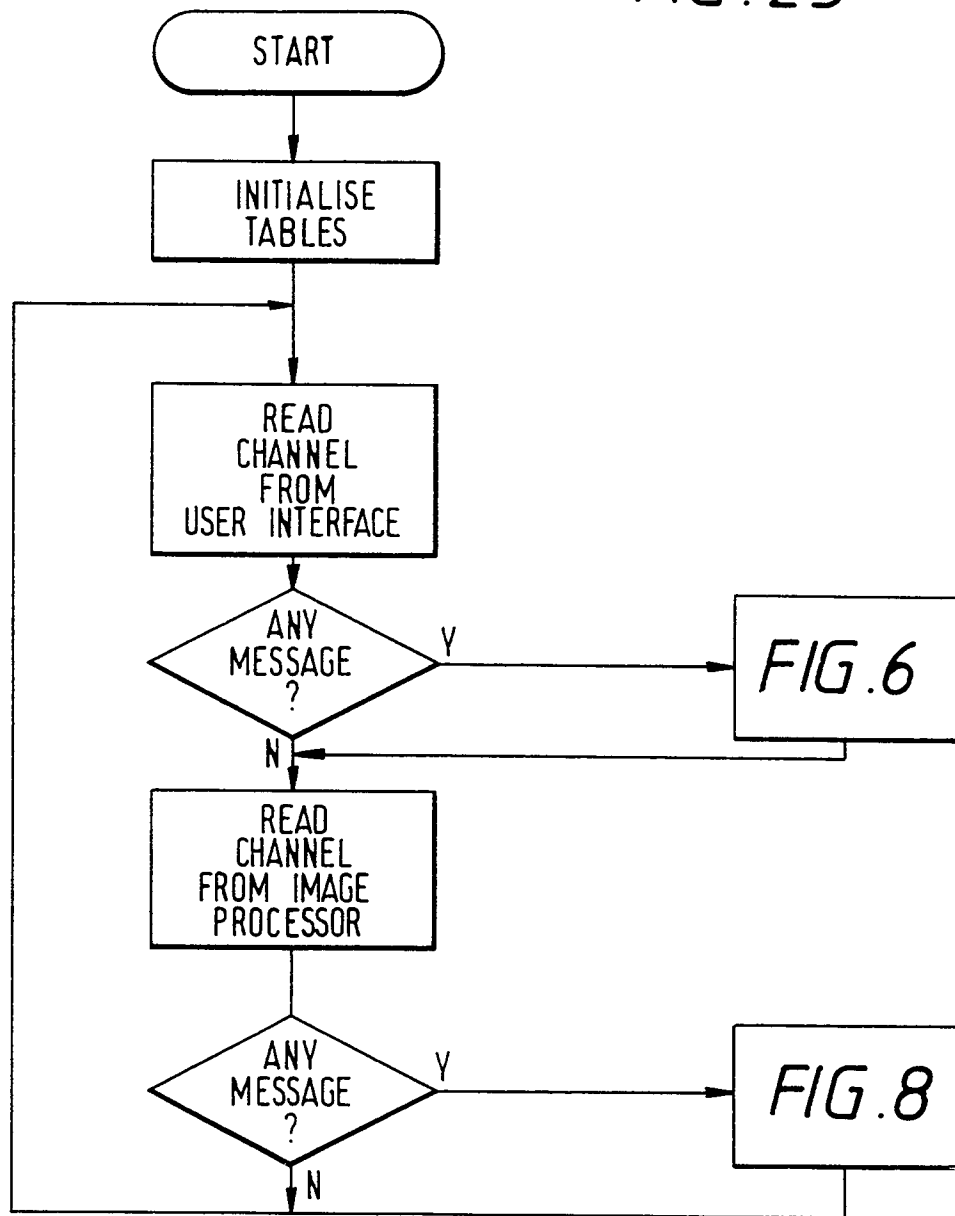 START
INITIALISE
TABLES
READ
CHANNEL
FROM
USER INTERFACE
ANY
MESSAGE
?
Y
FIG.6
N
READ
CHANNEL
FROM IMAGE
PROCESSOR
ANY
MESSAGE
?
Y
FIG.8
N